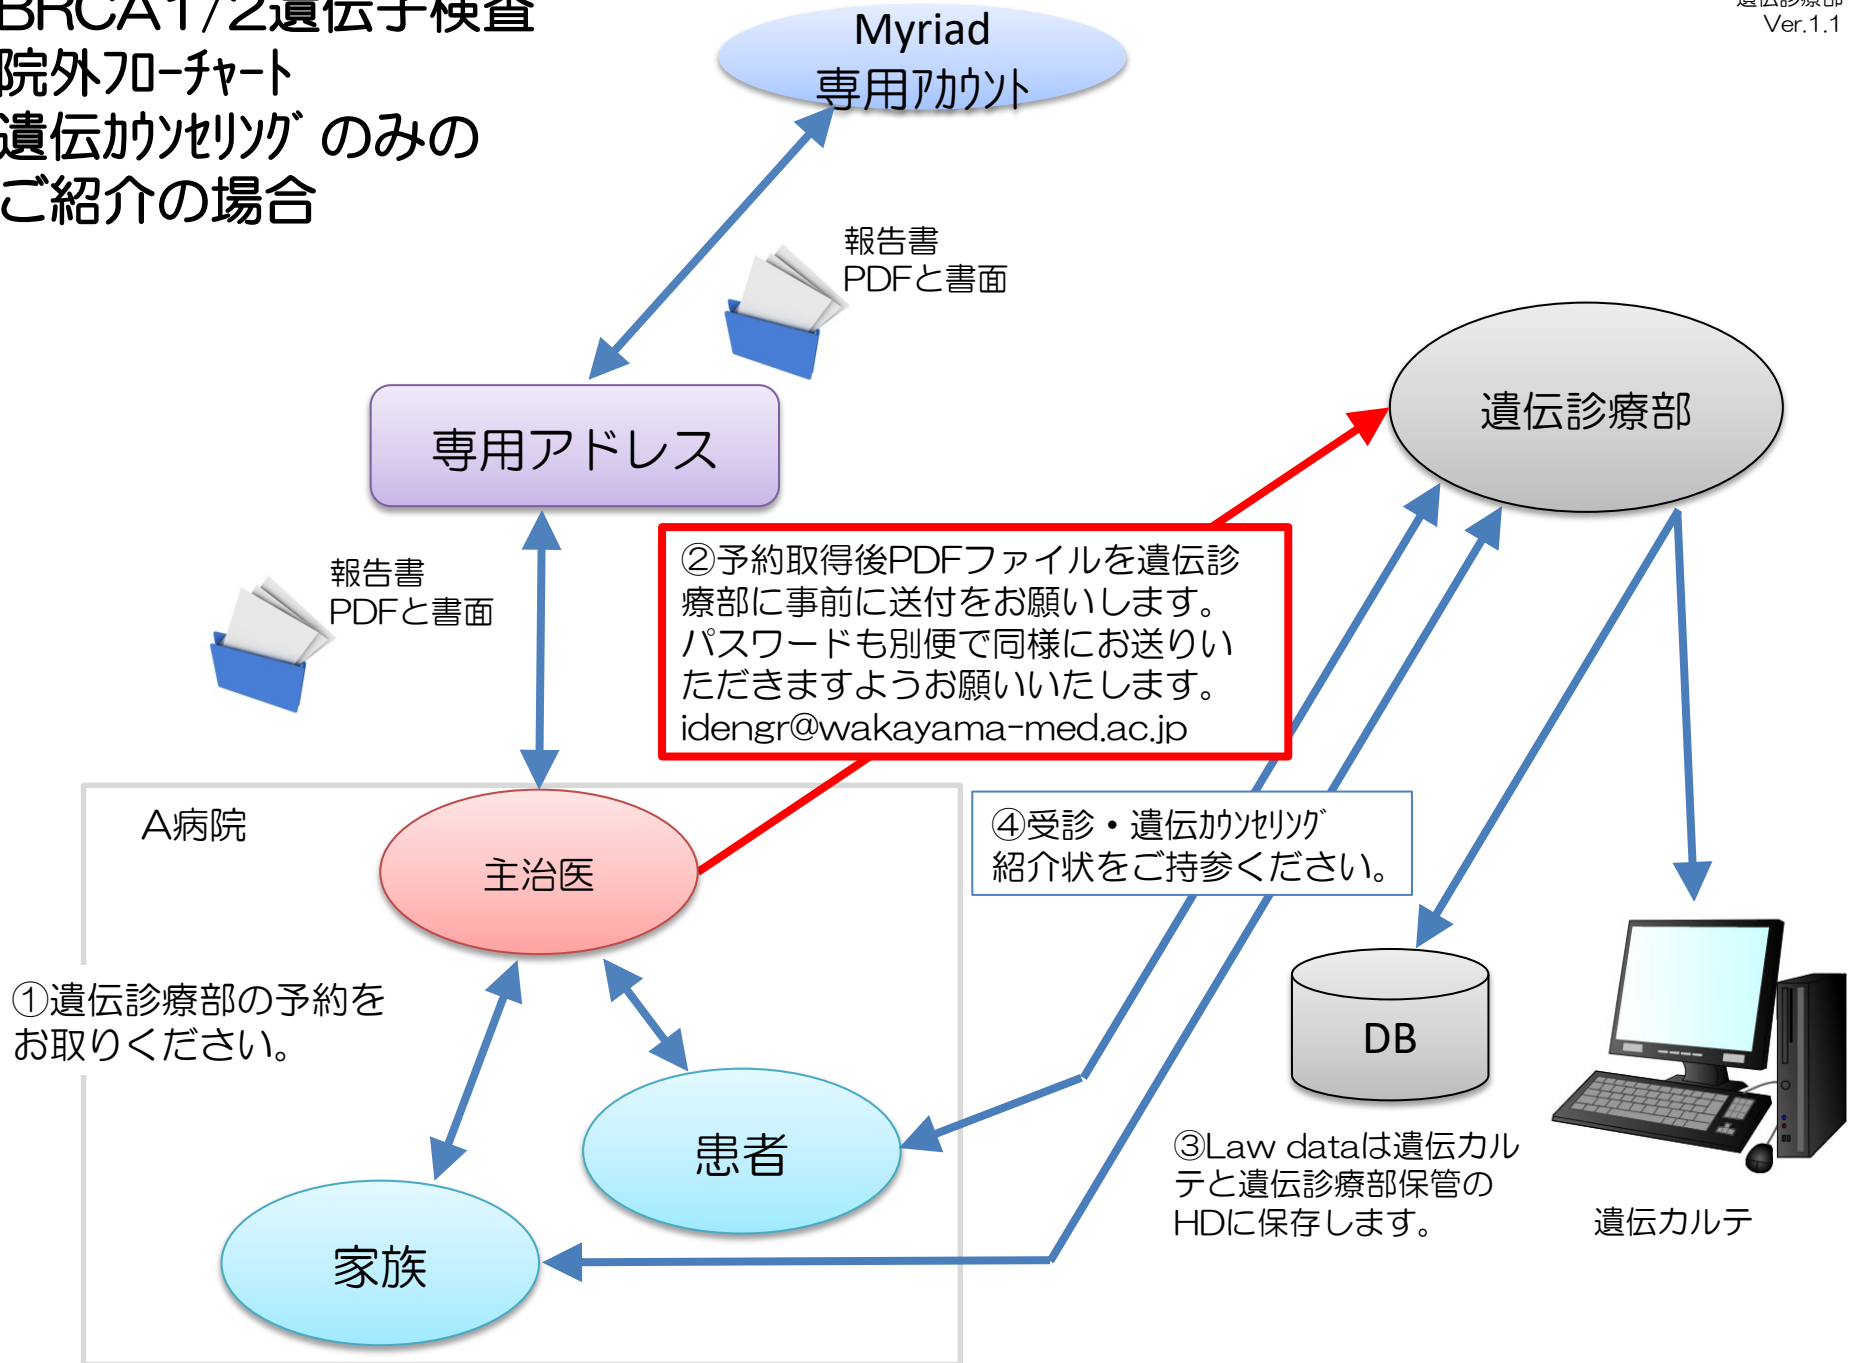 BRCA1/2遺伝子検査
院外ﾌﾛｰﾁｬｰﾄ
遺伝ｶｳﾝｾﾘﾝｸﾞのみの
ご紹介の場合
遺伝診療部
Ver.1.1
Myriad
専用ｱｶｳﾝﾄ
報告書
PDFと書面
専用アドレス
遺伝診療部
報告書
PDFと書面
②予約取得後PDFファイルを遺伝診
療部に事前に送付をお願いします。
パスワードも別便で同様にお送りい
ただきますようお願いいたします。
idengr@wakayama-med.ac.jp
A病院
主治医
④受診・遺伝ｶｳﾝｾﾘﾝｸﾞ
紹介状をご持参ください。
①遺伝診療部の予約を
お取りください。
DB
患者
③Law dataは遺伝カル
テと遺伝診療部保管の
HDに保存します。
遺伝カルテ
家族